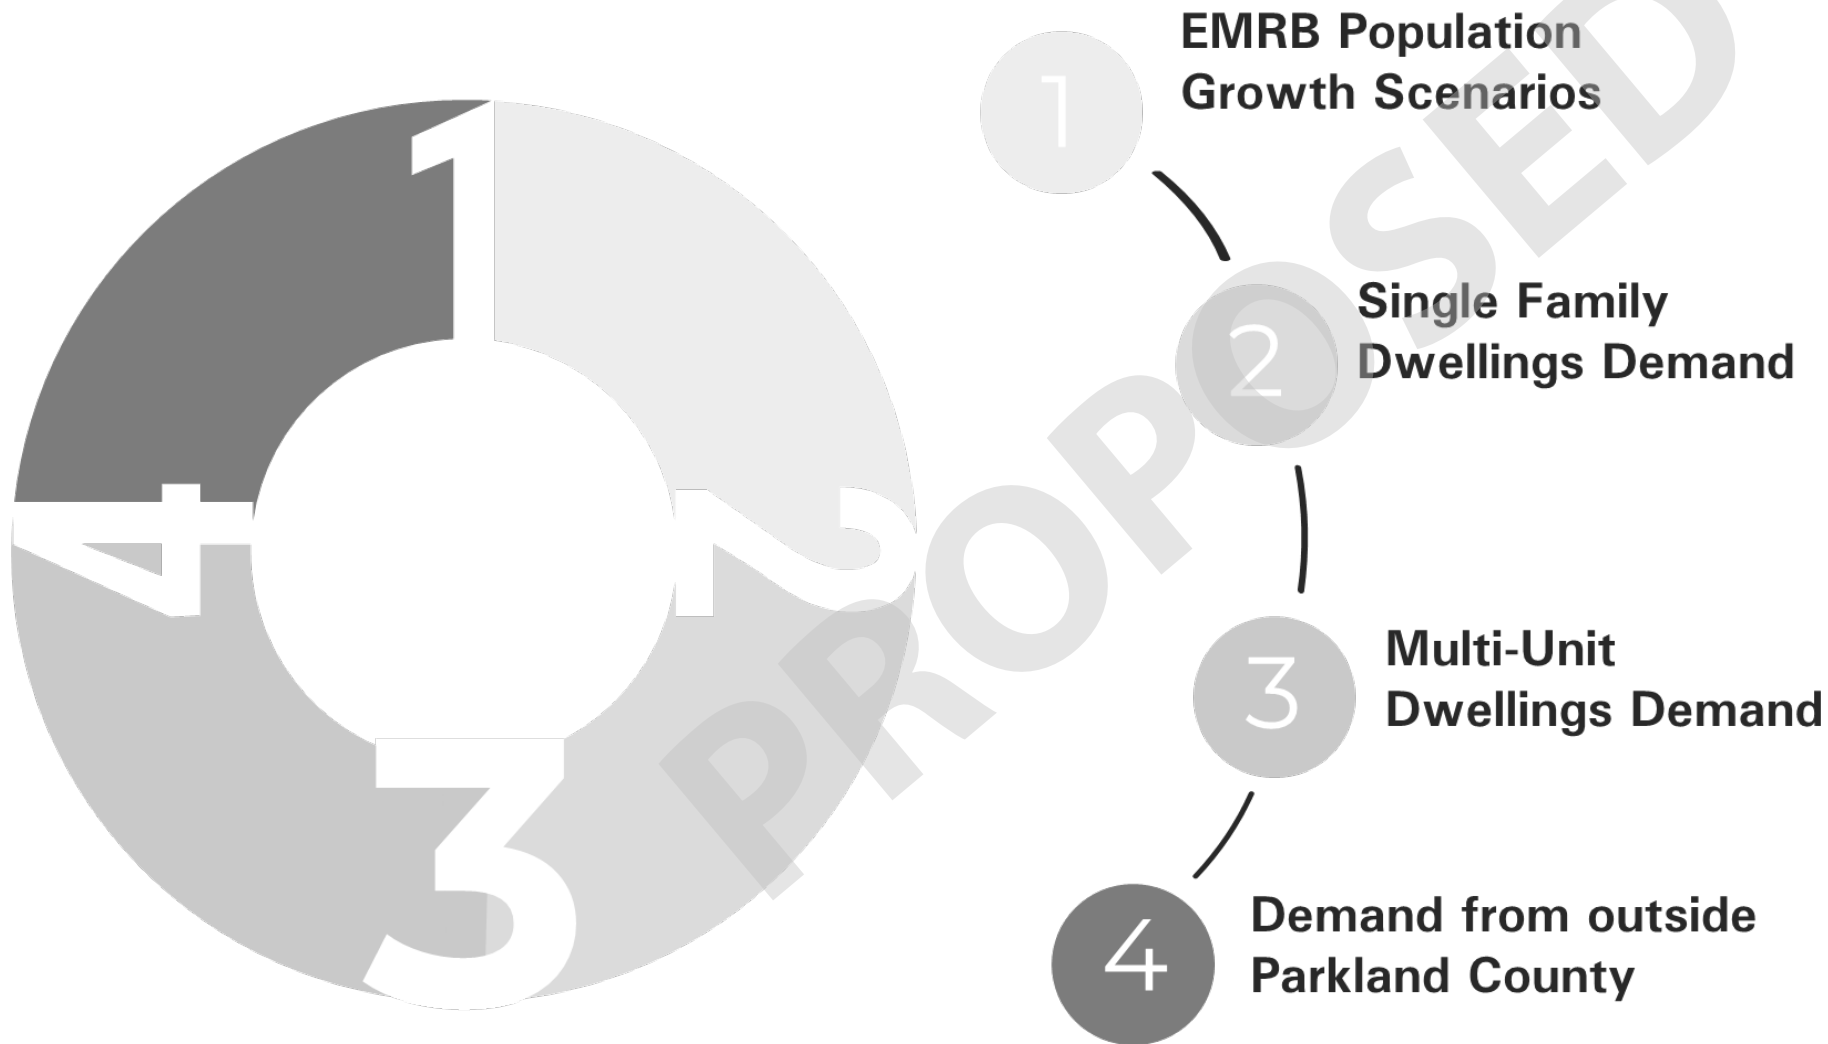 1
2
3
4
1
EMRB Population
Growth Scenarios
2
Single Family
Dwellings Demand
3
Multi-Unit
Dwellings Demand
4
Demand from outside
Parkland County
PROPOSED